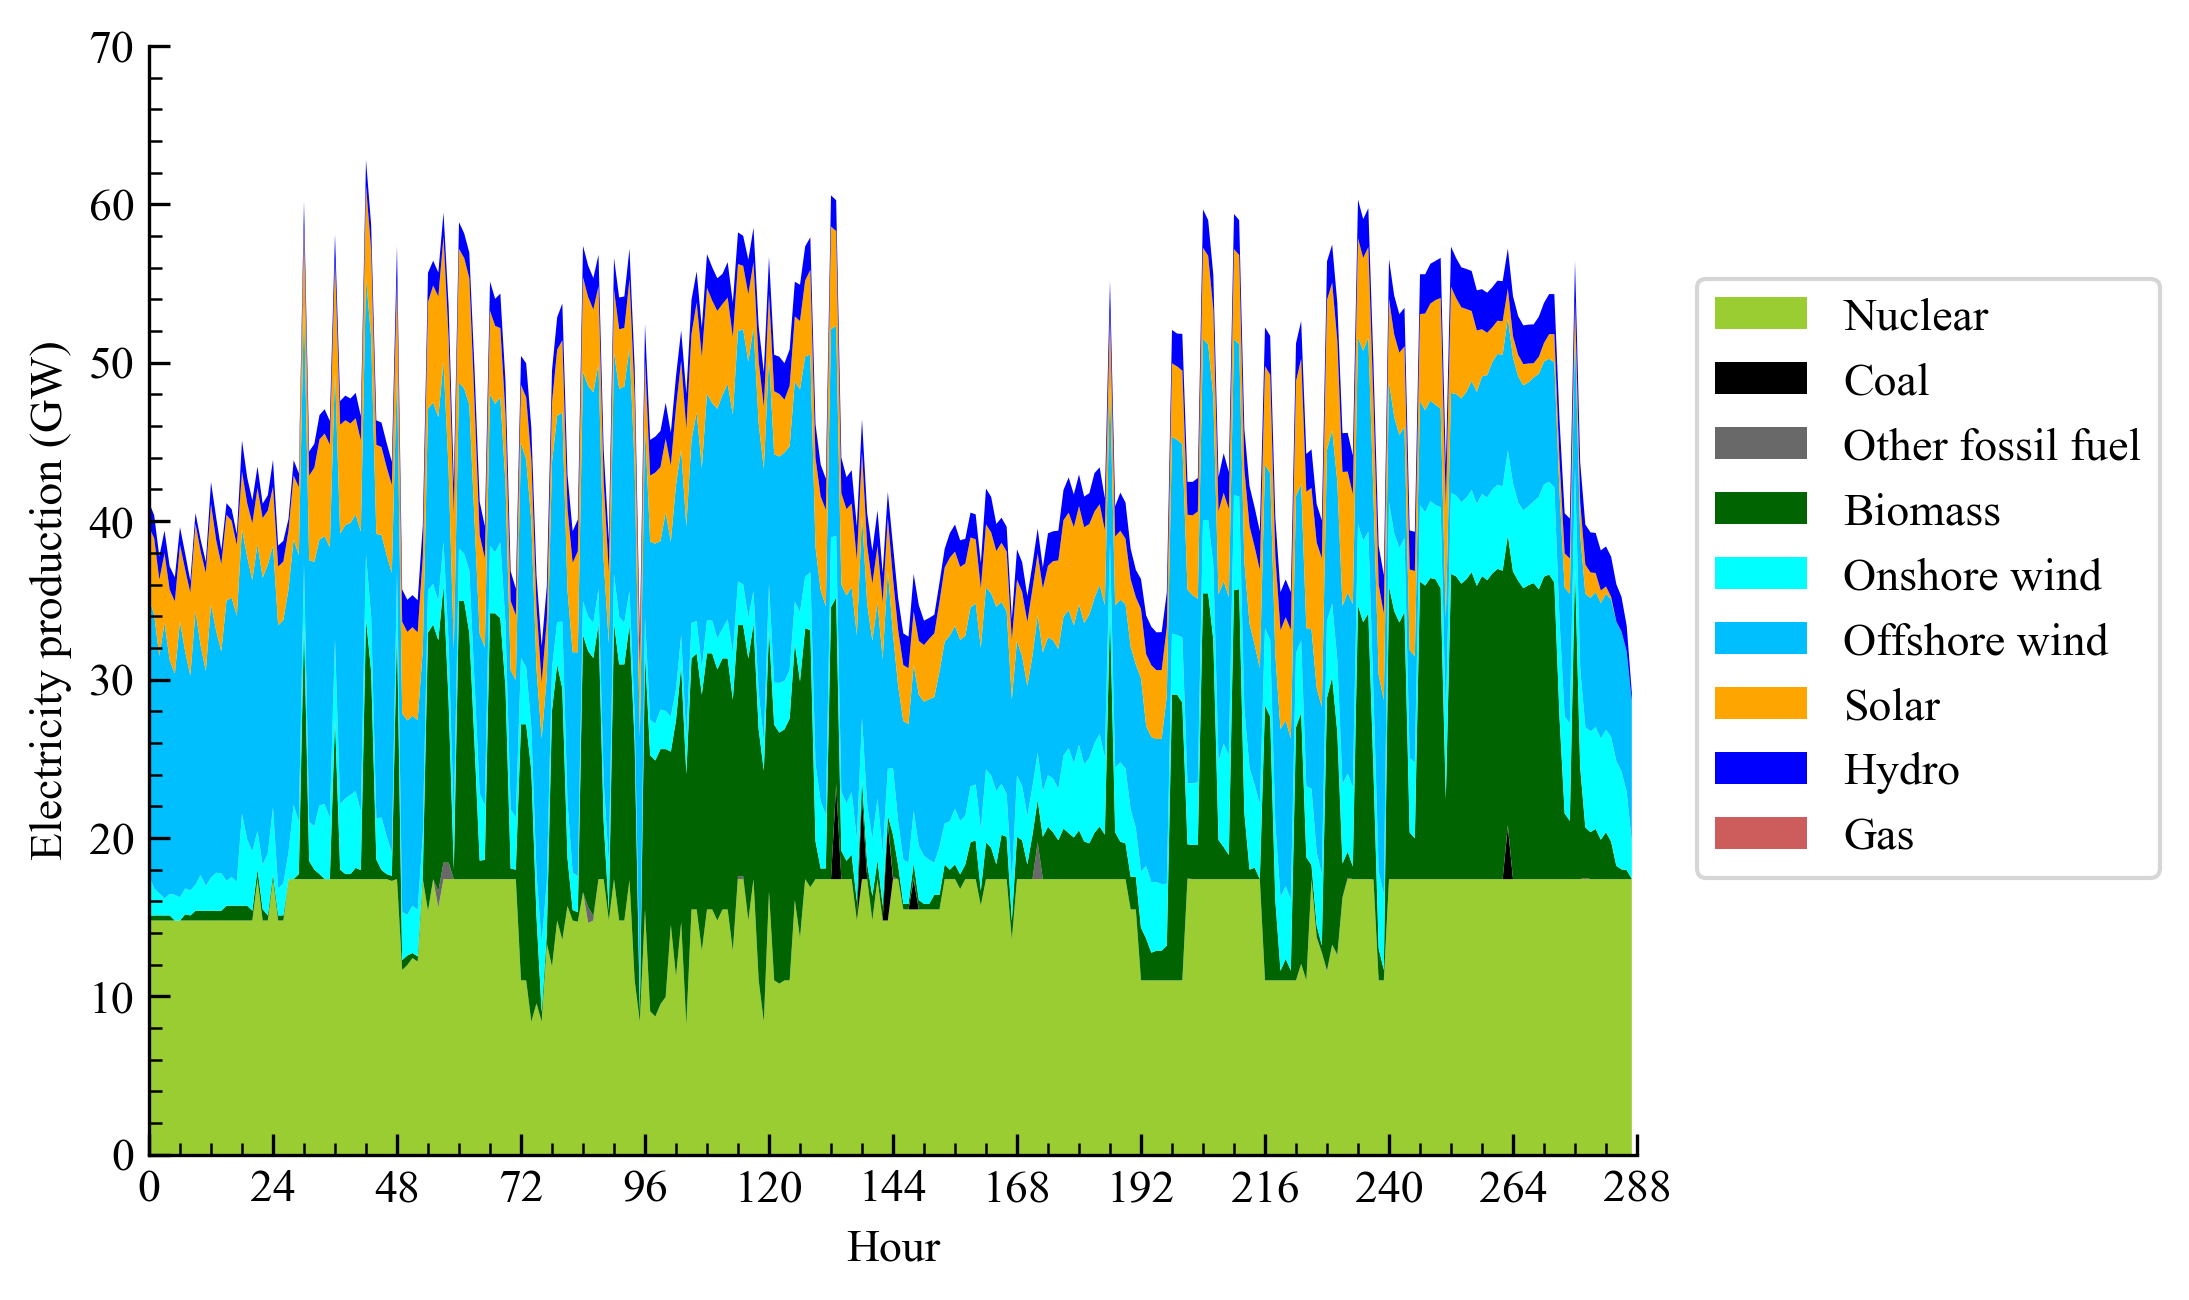 70
60
50
40
30
20
10
0
Electricity production (GW)
0 24 48 72 96 120 144 168 192 216 240 264 288
Hour
Nuclear
Coal
Other fossil fuel
Biomass
Onshore wind
Offshore wind
Solar
Hydro
Gas